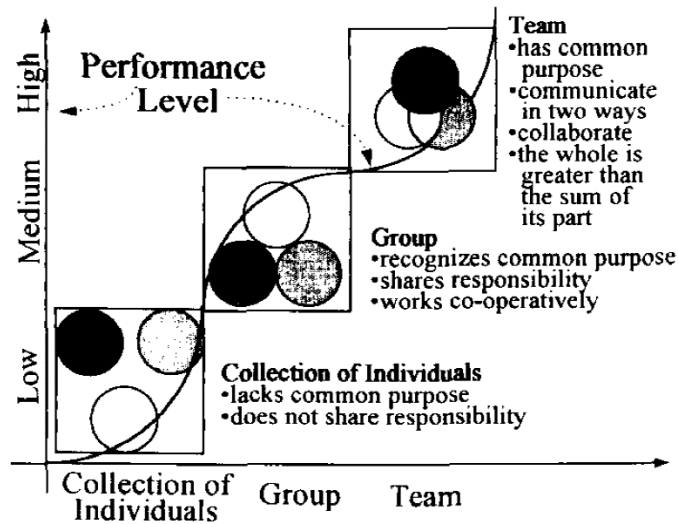 Team
•has common
purpose
•communicate
in two ways
•collaborate
•the whole is
greater than
the sum of
its part
Performance
Level
High
Medium
Low
Group
•recognizes common purpose
•shares responsibility
•works co-operatively
Collection of Individuals
•lacks common purpose
•does not share responsibility
Collection of
Individuals
Group
Team